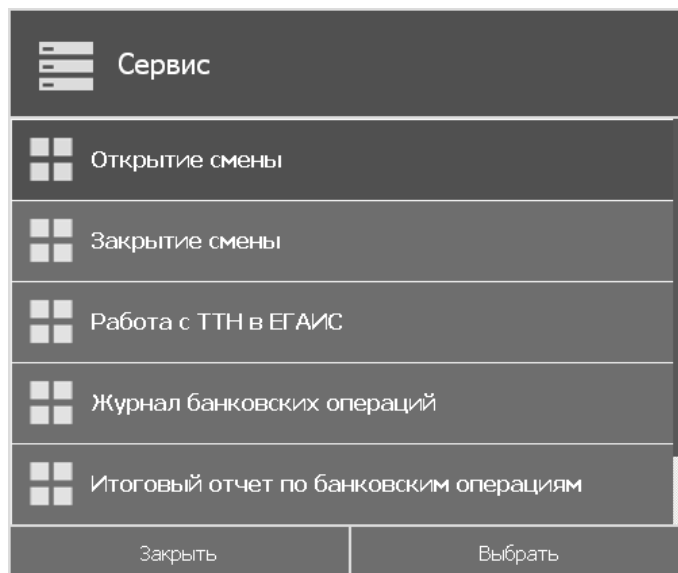 Сервис
Открытие смены
Закрытие смены
Работа с ТТН в ЕГАИС
Журнал банковских операций
Итоговый отчет по банковским операциям
Закрыть
Выбрать